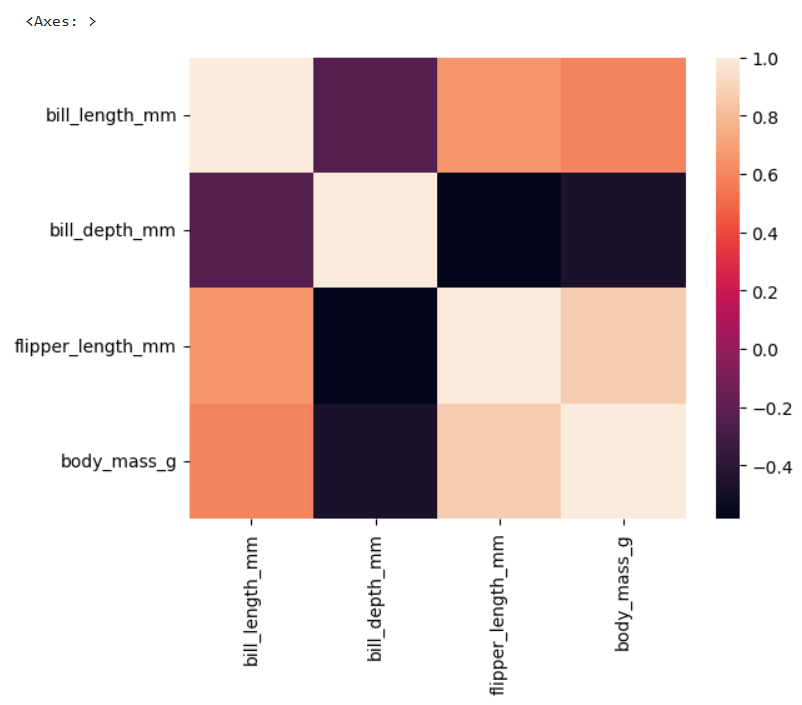 <Axes: >
bill_length_mm
bill_depth_mm
flipper_length_mm
body_mass_g
1.0
0.8
0.6
0.4
0.2
0.0
−0.2
−0.4
bill_length_mm
bill_depth_mm
flipper_length_mm
body_mass_g